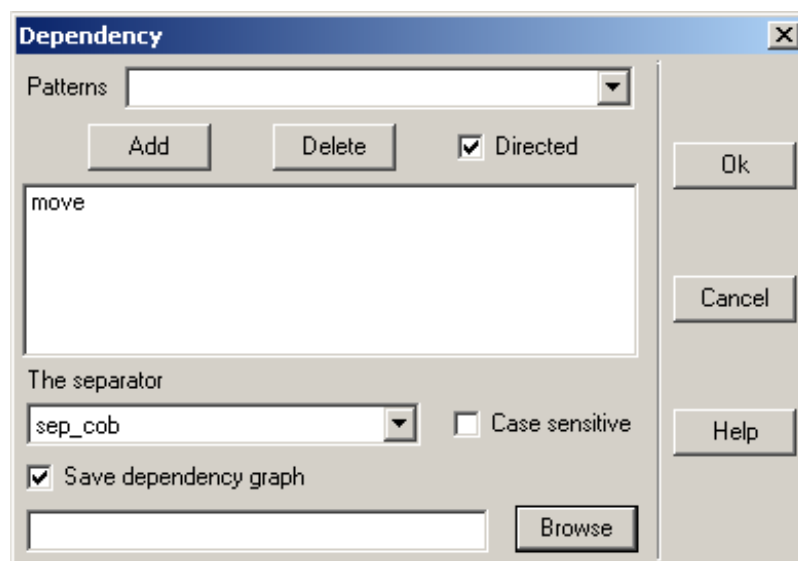 Dependency
Patterns
Add Delete Directed
Ok
move
Cancel
The separator
sep_cob Case sensitive
Help
Save dependency graph
Browse